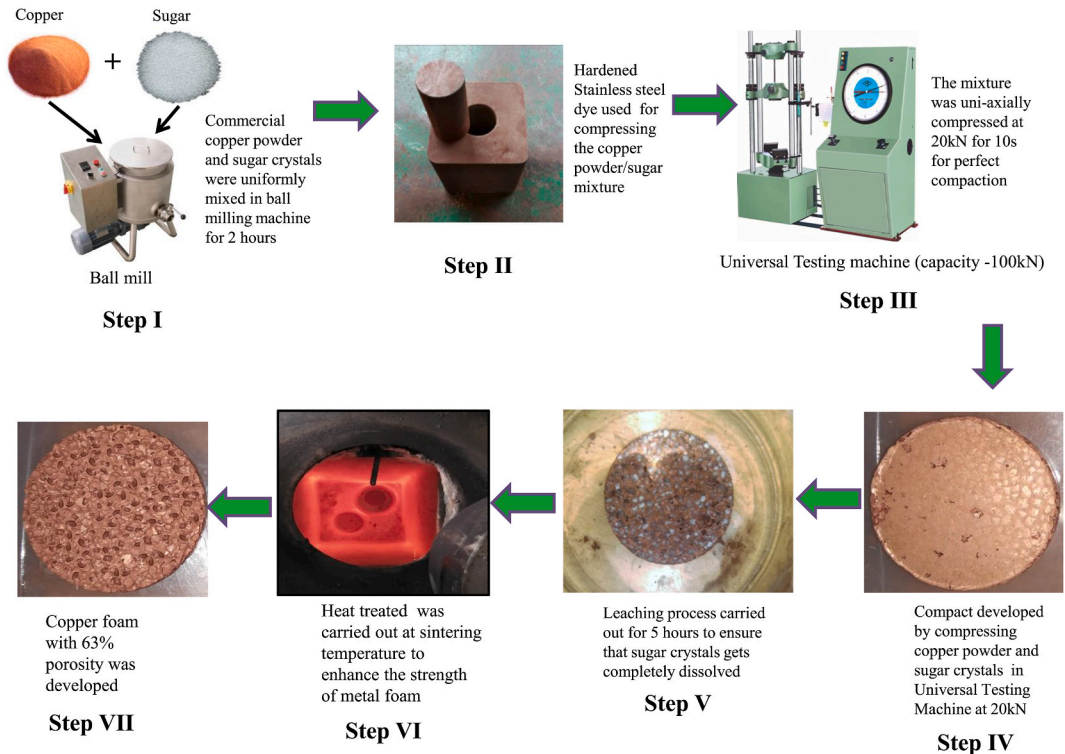 Copper
Sugar
+
Commercial
copper powder
and sugar crystals
were uniformly
mixed in ball
milling machine
for 2 hours
Ball mill
Step I
Hardened
Stainless steel
dye used for
compressing
the copper
powder/sugar
mixture
Step II
The mixture
was uni-axially
compressed at
20kN for 10s
for perfect
compaction
Universal Testing machine (capacity -100kN)
Step III
Compact developed
by compressing
copper powder and
sugar crystals in
Universal Testing
Machine at 20kN
Step IV
Leaching process carried
out for 5 hours to ensure
that sugar crystals gets
completely dissolved
Step V
Heat treated was
carried out at sintering
temperature to
enhance the strength
of metal foam
Step VI
Copper foam
with 63%
porosity was
developed
Step VII